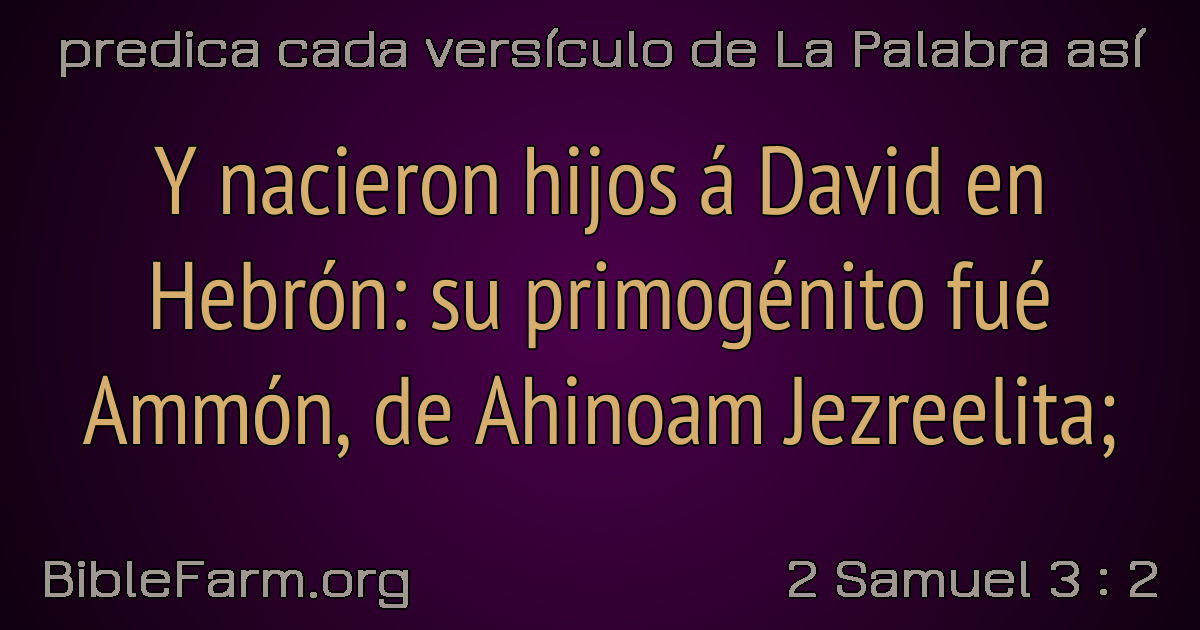 predica cada versículo de La Palabra así
Y nacieron hijos á David en
Hebrón: su primogénito fué
Ammón, de Ahinoam Jezreelita;
BibleFarm.org
2 Samuel 3 : 2